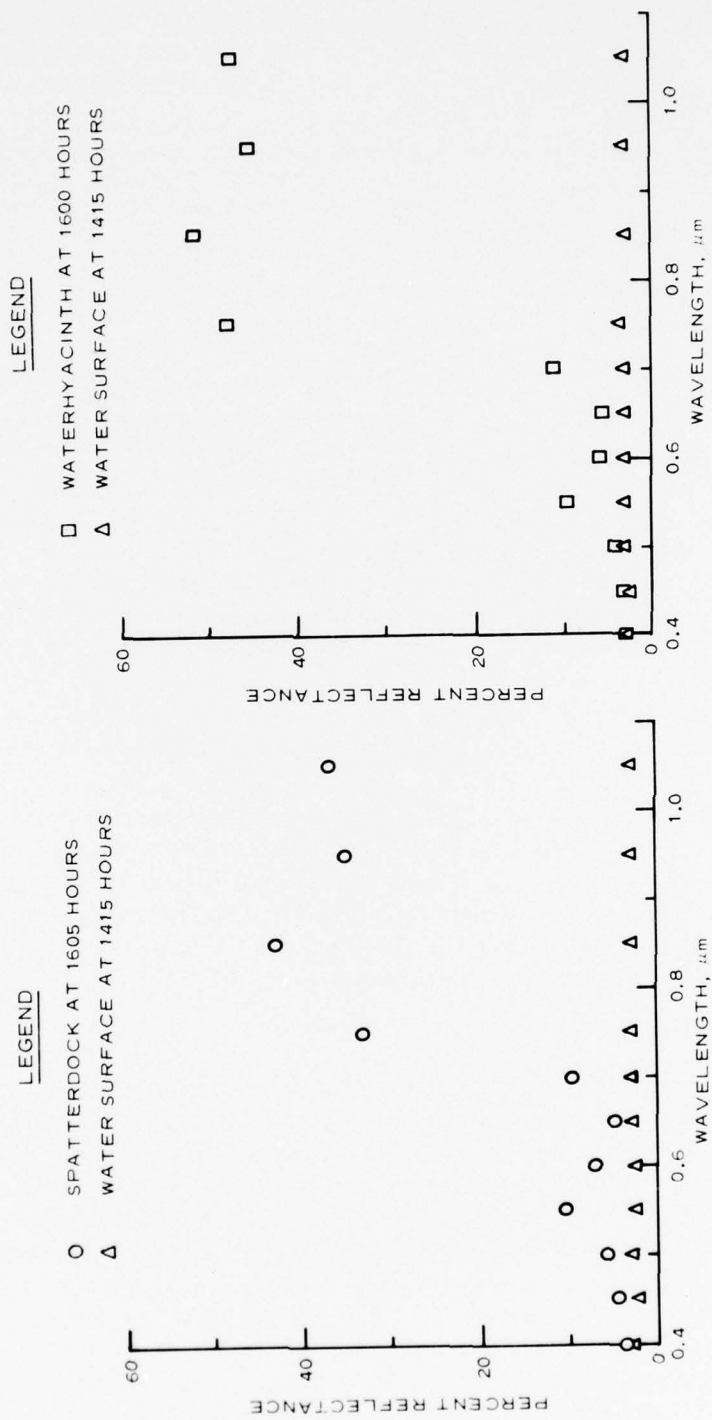 LEGEND
SPATTERDOCK AT 1605 HOURS
WATER SURFACE AT 1415 HOURS
60
40
20
0
PERCENT REFLECTANCE
0.4
0.6
0.8
1.0
WAVELENGTH, μm
LEGEND
WATERHYACINTH AT 1600 HOURS
WATER SURFACE AT 1415 HOURS
60
40
20
0
PERCENT REFLECTANCE
0.4
0.6
0.8
1.0
WAVELENGTH, μm